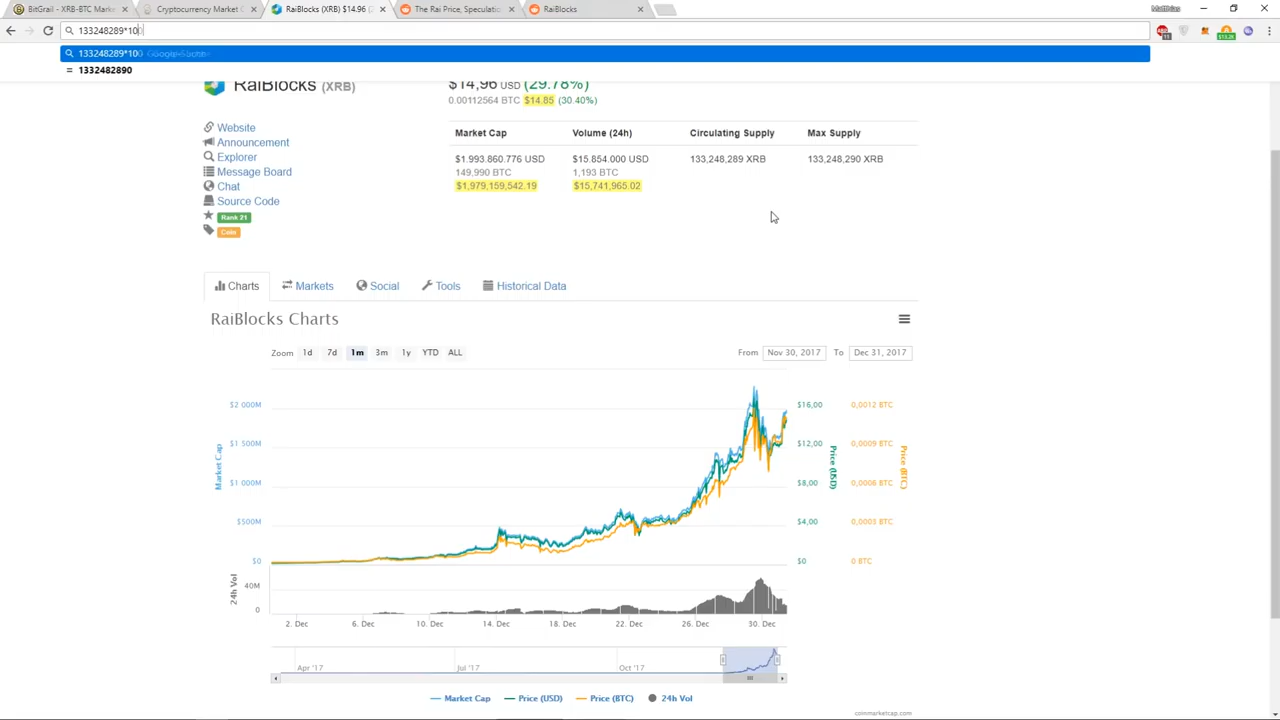 BitGrail - XRB-BTC Marke
Cryptocurrency Market C
RaiBlocks (XRB) $14.96 (2
The Rai Price, Speculatio
RaiBlocks
Matthias
133248289*10
133248289*100
= 1332482890
RaiBlocks (XRB)
$14,96 USD (29.78%)
0.00112564 BTC $14.85 (30.40%)
Website
Announcement
Explorer
Message Board
Chat
Source Code
Rank 21
Coin
Market Cap Volume (24h) Circulating Supply Max Supply
$1.993.860.776 USD $15.854.000 USD 133,248,289 XRB 133,248,290 XRB
149,990 BTC 1,193 BTC
$1,979,159,542.19 $15,741,965.02
Charts Markets Social Tools Historical Data
RaiBlocks Charts
Zoom 1d 7d 1m 3m 1y YTD ALL From Nov 30, 2017 To Dec 31, 2017
$2 000M $16,00 0,0012 BTC
$1 500M $12,00 0,0009 BTC
$1 000M $8,00 0,0006 BTC
$500M $4,00 0,0003 BTC
$0 $0 0 BTC
Market Cap
Price (USD)
Price (BTC)
40M
0
24h Vol
2. Dec 6. Dec 10. Dec 14. Dec 18. Dec 22. Dec 26. Dec 30. Dec
Apr '17 Jul '17 Oct '17
Market Cap Price (USD) Price (BTC) 24h Vol
coinmarketcap.com